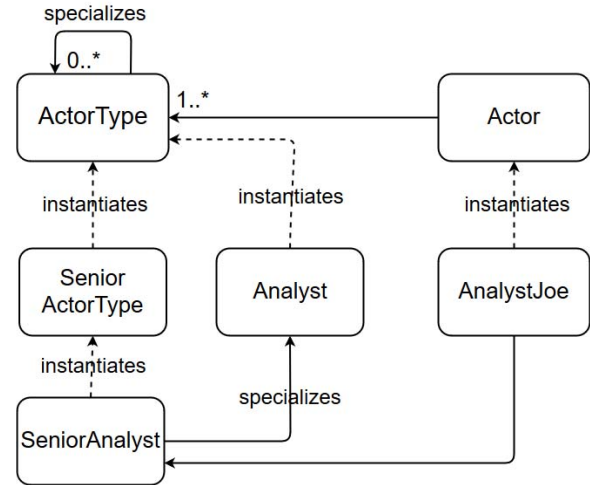 specializes
0..*
ActorType
1..*
Actor
instantiates
instantiates
instantiates
Senior
ActorType
Analyst
AnalystJoe
instantiates
specializes
SeniorAnalyst